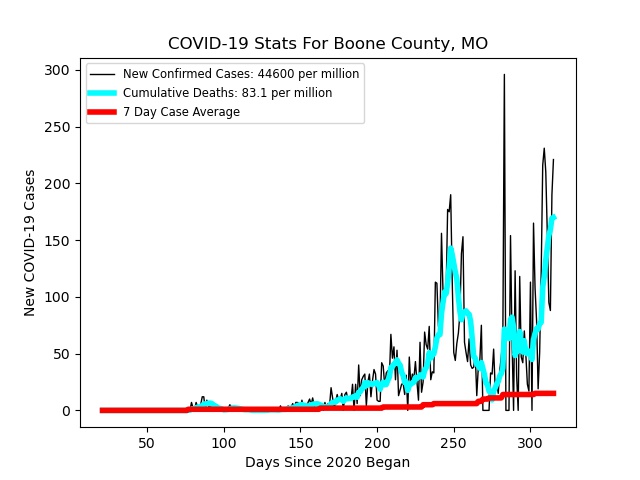 COVID-19 Stats For Boone County, MO
New Confirmed Cases: 44600 per million
Cumulative Deaths: 83.1 per million
7 Day Case Average
New COVID-19 Cases
300
250
200
150
100
50
0
50 100 150 200 250 300
Days Since 2020 Began